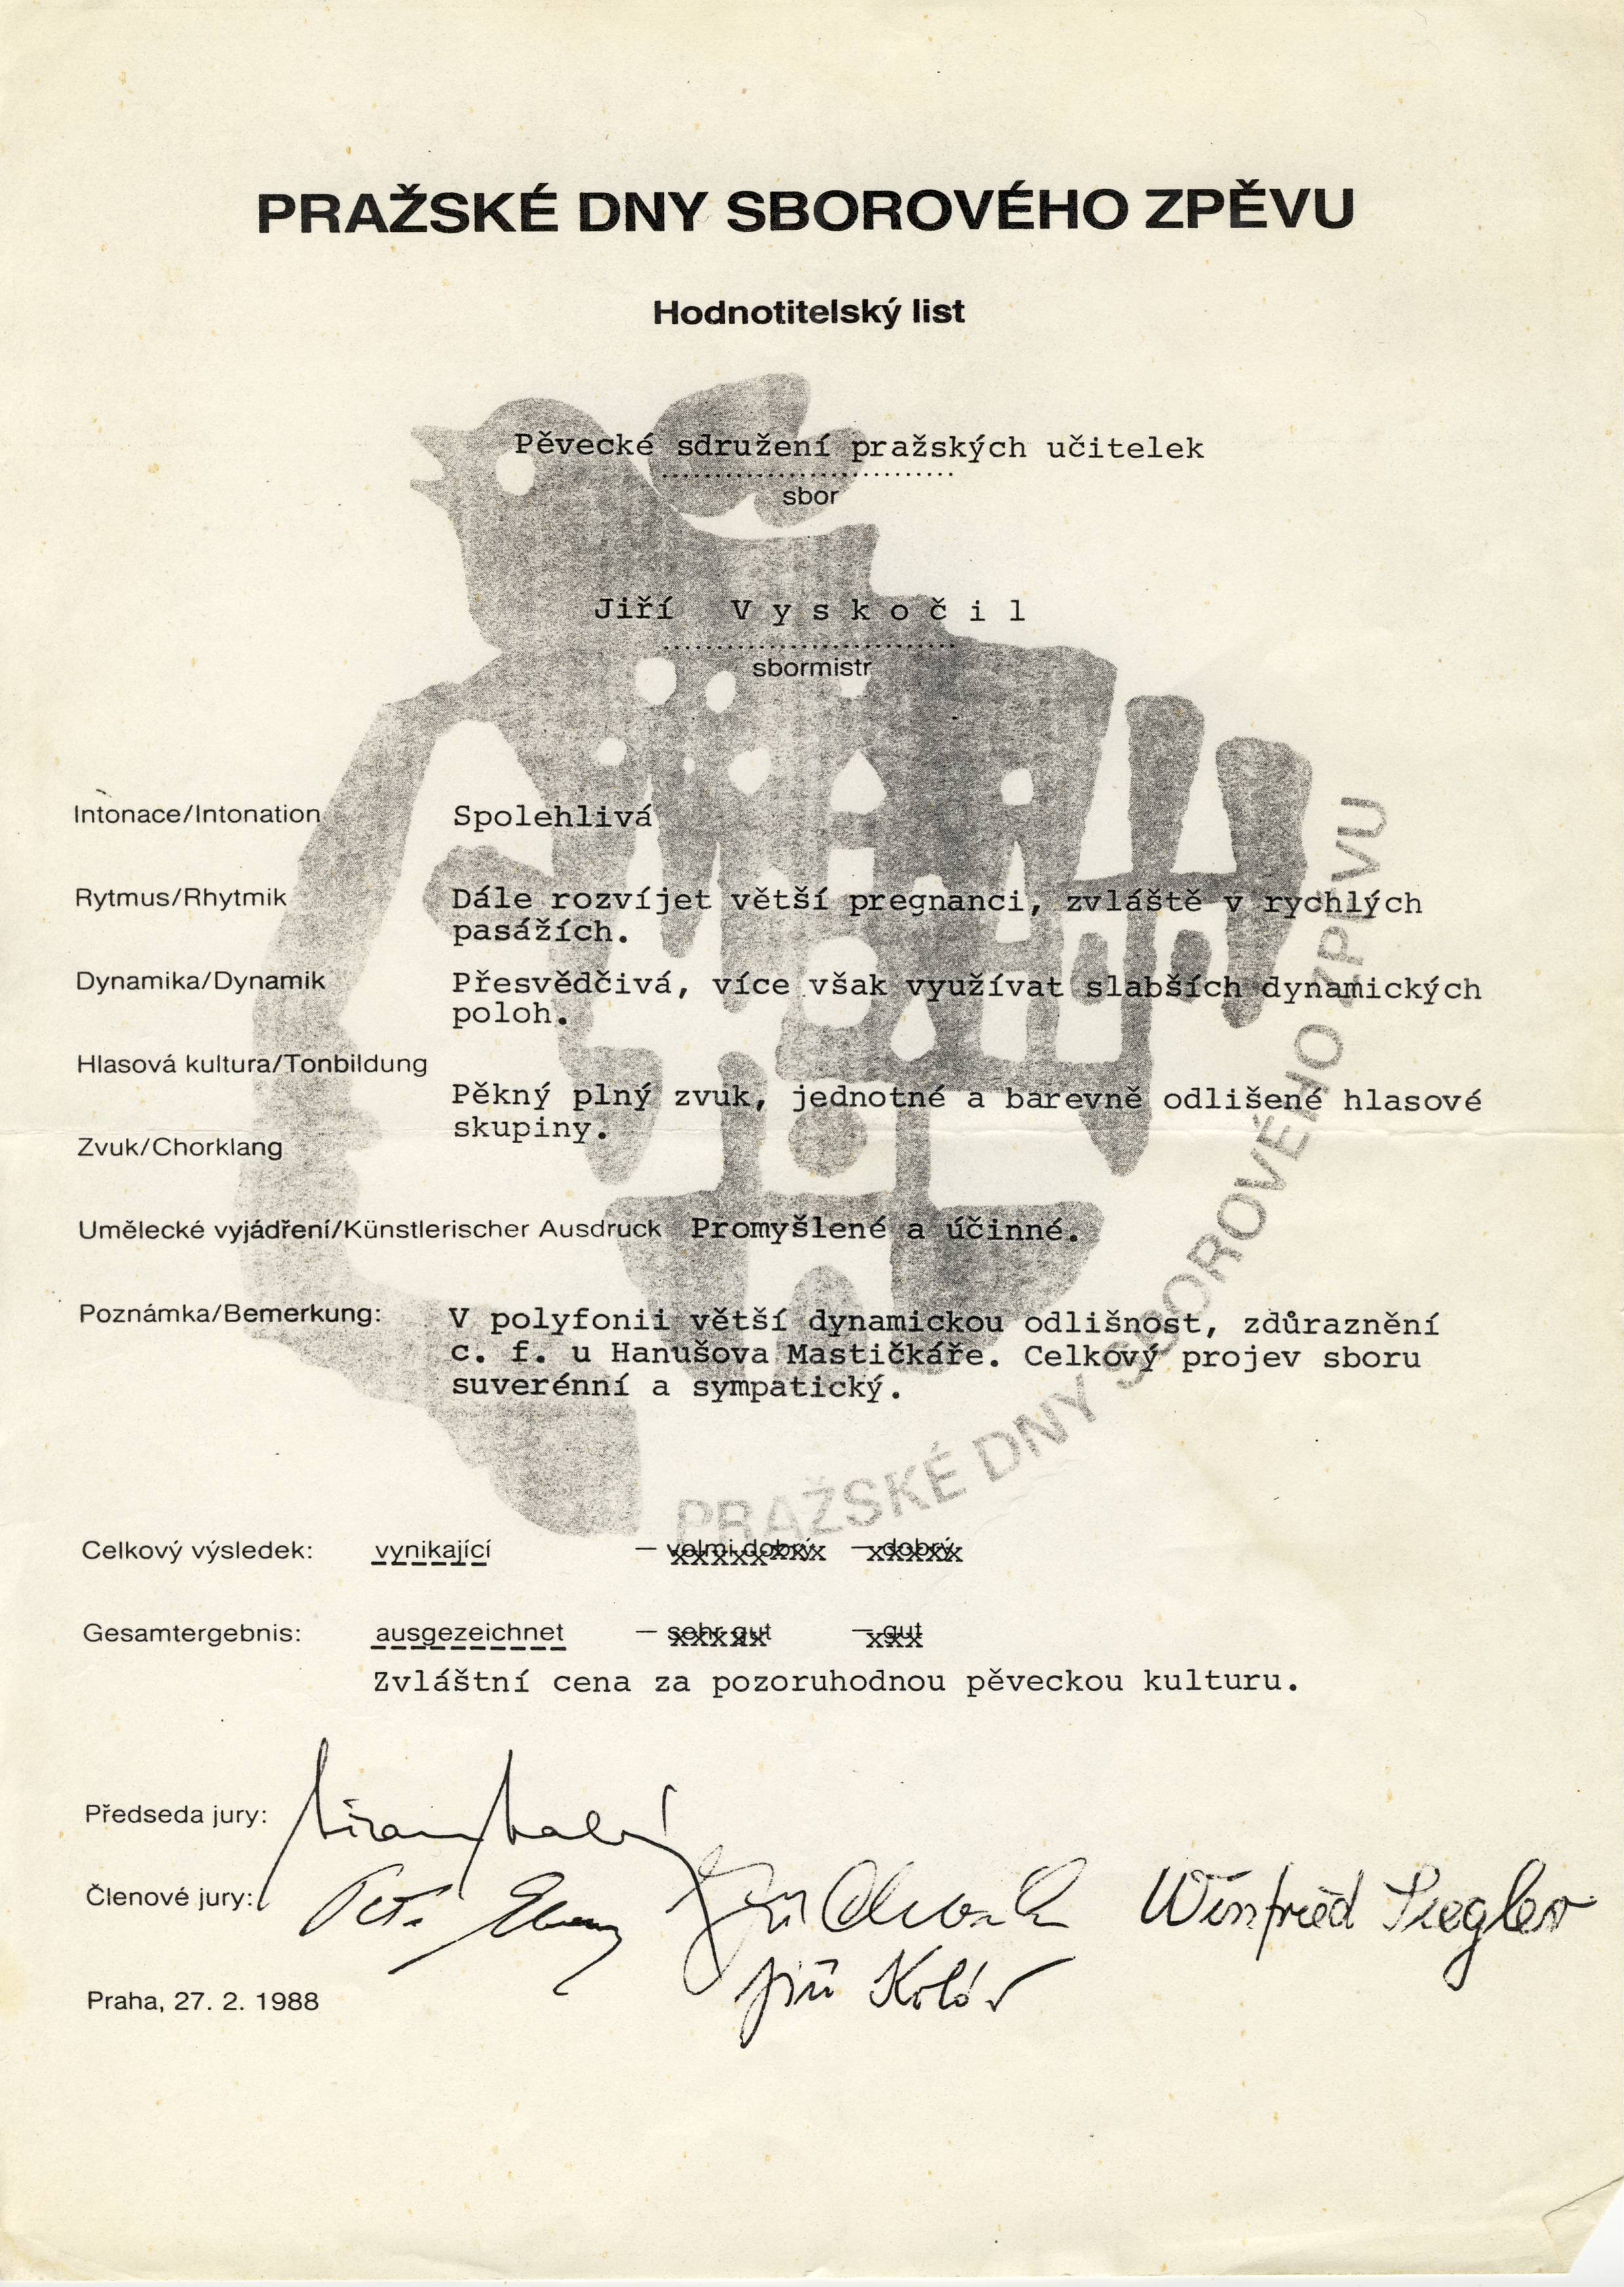 PRAŽSKÉ DNY SBOROVÉHO ZPĚVU
Hodnotitelský list
Pěvecké sdružení pražských učitelek
sbor
Jiří V y s k o č i l
sbormistr
Intonace/Intonation Spolehlivá
Rytmus/Rhytmik Dále rozvíjet větší pregnanci, zvláště v rychlých
pasážích.
Dynamika/Dynamik Přesvědčivá, více však využívat slabších dynamických
poloh.
Hlasová kultura/Tonbildung
Pěkný plný zvuk, jednotné a barevně odlišené hlasové
skupiny.
Zvuk/Chorklang
Umělecké vyjádření/Künstlerischer Ausdruck Promyšlené a účinné.
Poznámka/Bemerkung: V polyfonii větší dynamickou odlišnost, zdůraznění
c. f. u Hanušova Mastičkáře. Celkový projev sboru
suverénní a sympatický.
PRAŽSKÉ DNY SBOROVÉHO ZPĚVU
Celkový výsledek: vynikající – velmi dobrý – dobrý
Gesamtergebnis: ausgezeichnet – sehr gut – gut
Zvláštní cena za pozoruhodnou pěveckou kulturu.
Předseda jury:
Členové jury: Petr Eben Winfried Siegler
Jiří Kolář
Praha, 27. 2. 1988